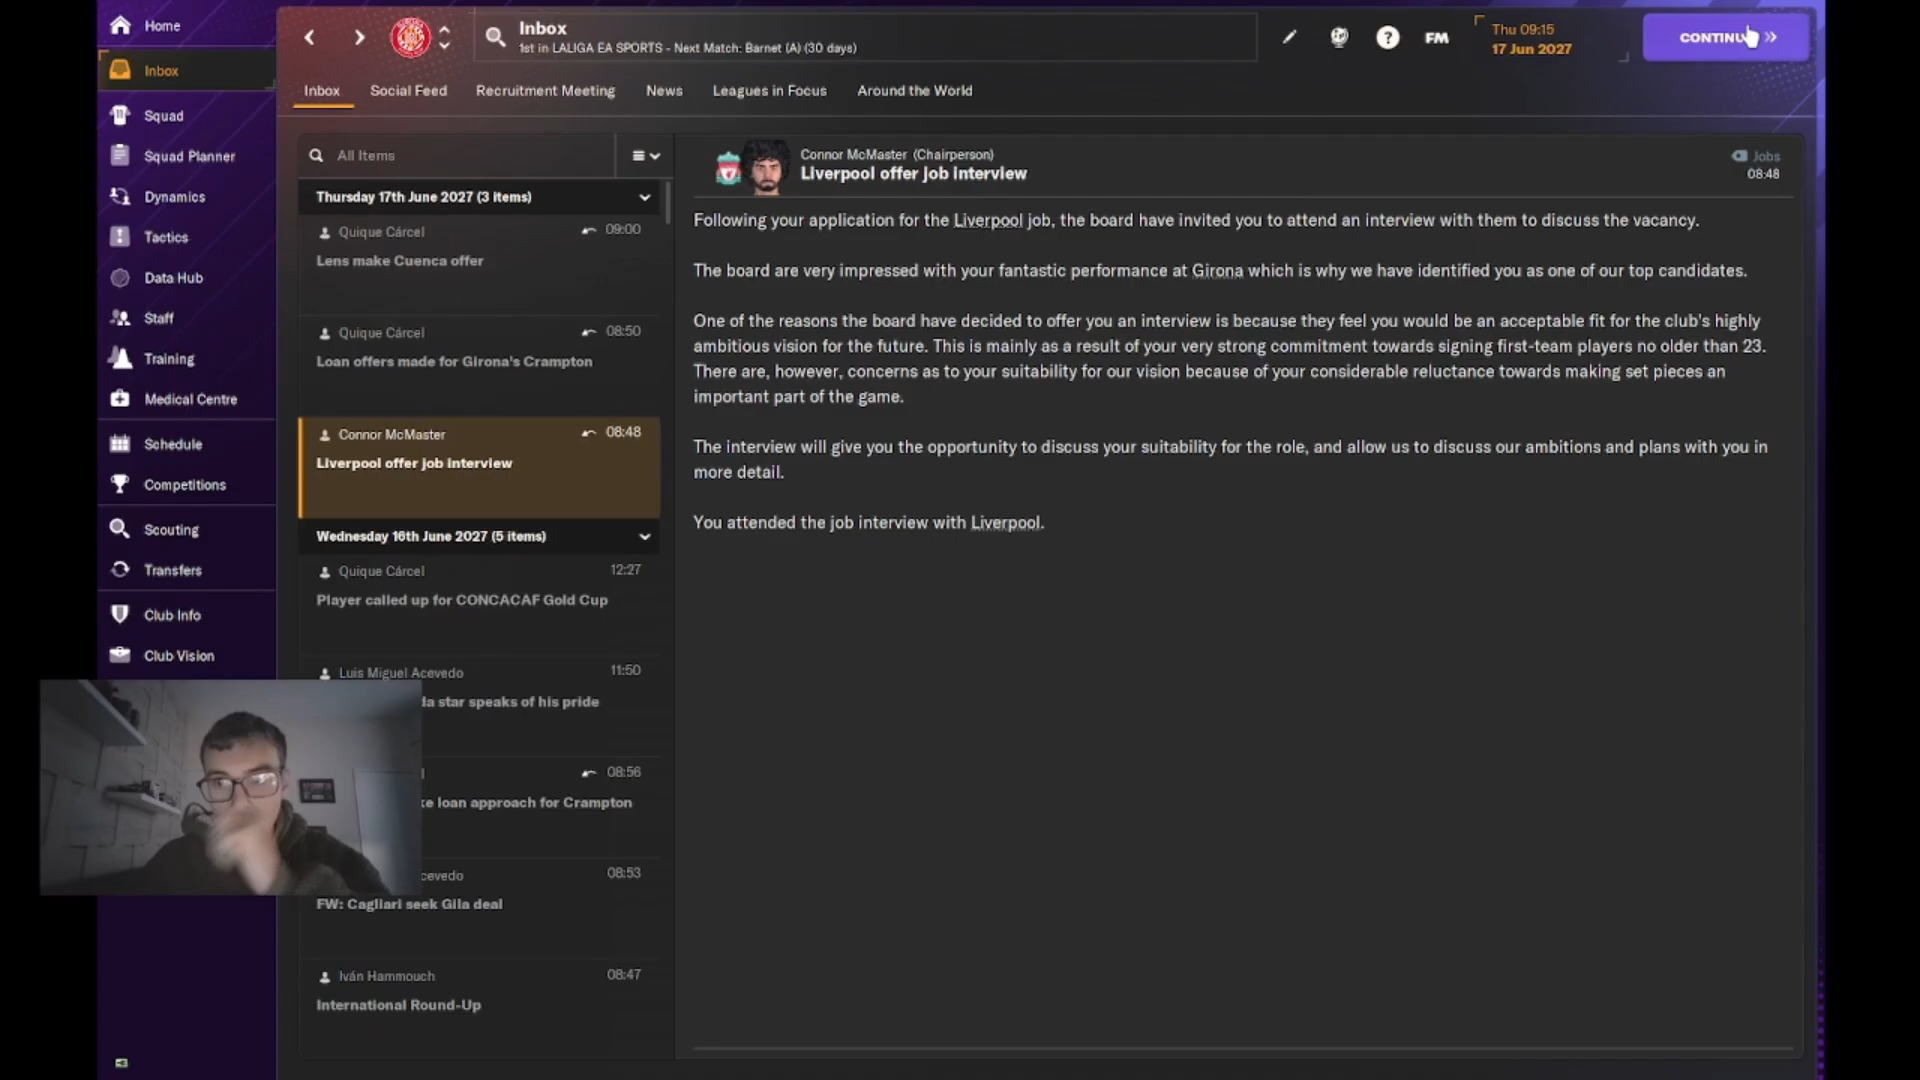 Home
Inbox
Squad
Squad Planner
Dynamics
Tactics
Data Hub
Staff
Training
Medical Centre
Schedule
Competitions
Scouting
Transfers
Club Info
Club Vision
Inbox
1st in LALIGA EA SPORTS - Next Match: Barnet (A) (30 days)
FM
Thu 09:15
17 Jun 2027
Inbox
Social Feed
Recruitment Meeting
News
Leagues in Focus
Around the World
All Items
Thursday 17th June 2027 (3 items)
Quique Cárcel 09:00
Lens make Cuenca offer
Quique Cárcel 08:50
Loan offers made for Girona's Crampton
Connor McMaster 08:48
Liverpool offer job interview
Wednesday 16th June 2027 (5 items)
Quique Cárcel 12:27
Player called up for CONCACAF Gold Cup
Luis Miguel Acevedo 11:50
star speaks of his pride
08:56
loan approach for Crampton
08:53
FW: Cagliari seek Gila deal
Iván Hammouch 08:47
International Round-Up
Connor McMaster (Chairperson)
Liverpool offer job interview
Jobs
08:48
Following your application for the Liverpool job, the board have invited you to attend an interview with them to discuss the vacancy.
The board are very impressed with your fantastic performance at Girona which is why we have identified you as one of our top candidates.
One of the reasons the board have decided to offer you an interview is because they feel you would be an acceptable fit for the club's highly
ambitious vision for the future. This is mainly as a result of your very strong commitment towards signing first-team players no older than 23.
There are, however, concerns as to your suitability for our vision because of your considerable reluctance towards making set pieces an
important part of the game.
The interview will give you the opportunity to discuss your suitability for the role, and allow us to discuss our ambitions and plans with you in
more detail.
You attended the job interview with Liverpool.